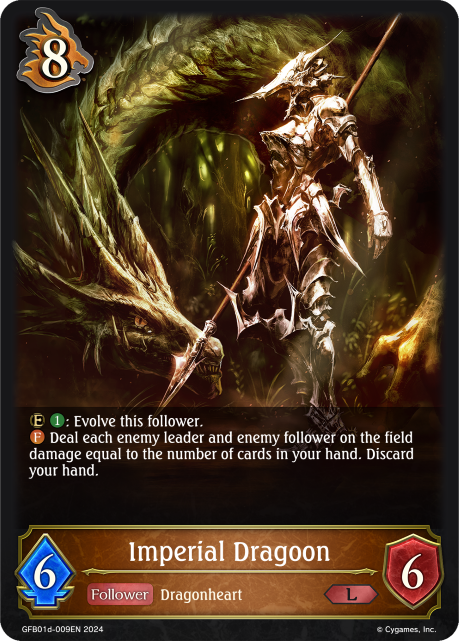 8
E 1: Evolve this follower.
F Deal each enemy leader and enemy follower on the field
damage equal to the number of cards in your hand. Discard
your hand.
Imperial Dragoon
6 Follower Dragonheart L 6
GFB01d-009EN 2024 © Cygames, Inc.